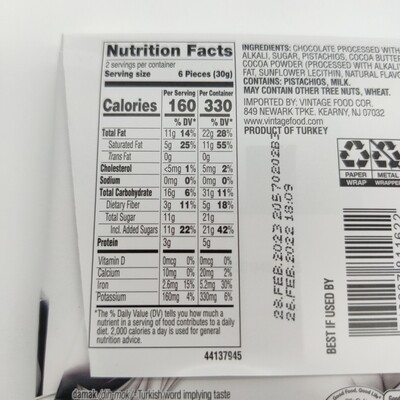 Nutrition Facts
2 servings per container
Serving size 6 Pieces (30g)
Per Serving Per Container
Calories 160 330
% DV* % DV*
Total Fat 11g 14% 22g 28%
Saturated Fat 5g 25% 11g 55%
Trans Fat 0g 0g
Cholesterol <5mg 1% 5mg 2%
Sodium 0mg 0% 0mg 0%
Total Carbohydrate 16g 6% 31g 11%
Dietary Fiber 3g 11% 5g 18%
Total Sugar 11g 21g
Incl. Added Sugars 11g 22% 21g 42%
Protein 3g 5g
Vitamin D 0mcg 0% 0mcg 0%
Calcium 10mg 0% 20mg 2%
Iron 2.6mg 15% 5.2mg 30%
Potassium 160mg 4% 330mg 6%
*The % Daily Value (DV) tells you how much a
nutrient in a serving of food contributes to a daily
diet. 2,000 calories a day is used for general
nutrition advice.
44137945
INGREDIENTS: CHOCOLATE PROCESSED WITH
ALKALI, SUGAR, PISTACHIOS, COCOA BUTTER
COCOA POWDER (PROCESSED WITH ALKALI
FAT, SUNFLOWER LECITHIN, NATURAL FLAVO
CONTAINS: PISTACHIOS, MILK.
MAY CONTAIN OTHER TREE NUTS, WHEAT.
IMPORTED BY: VINTAGE FOOD COR.
849 NEWARK TPKE. KEARNY, NJ 07032
www.vintagefood.com
PRODUCT OF TURKEY
28.FEB.2023
26.FEB.2022 18:09
PAPER
WRAP
METAL
WRAPPER
BEST IF USED BY
damak /dɑmɑk/ Turkish word implying taste
Good Food, Good Life